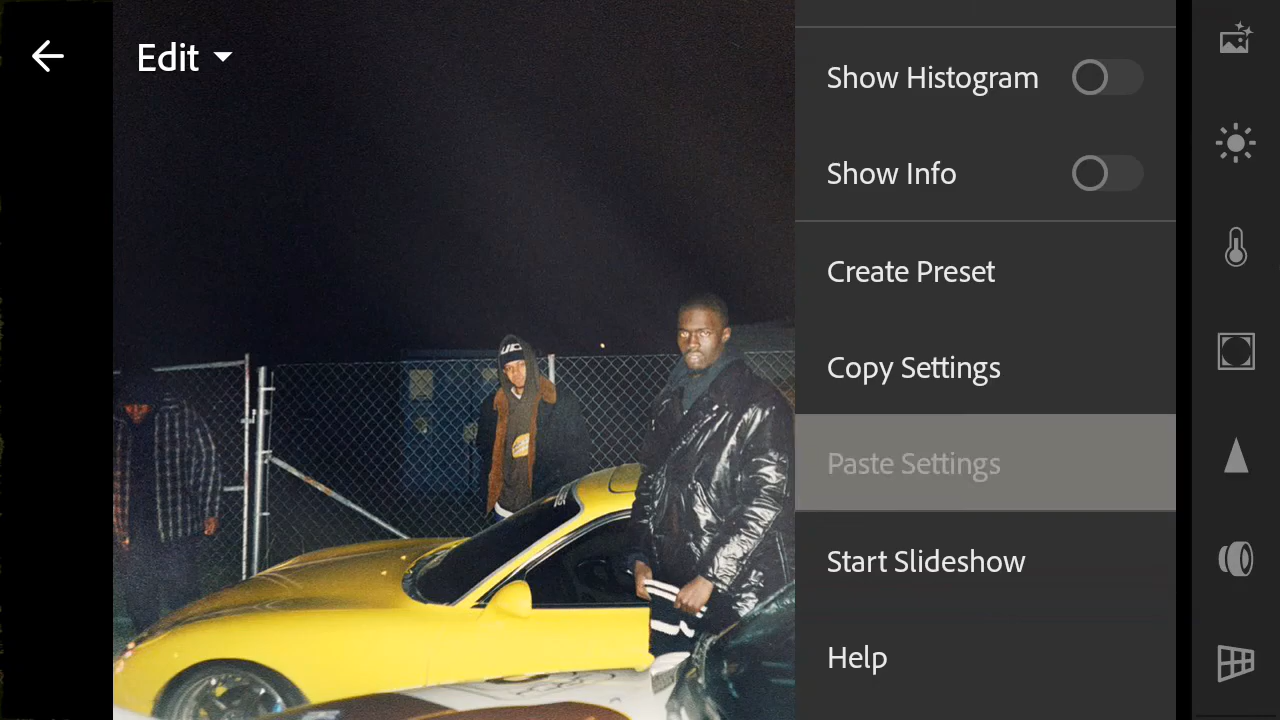 Edit
Show Histogram
Show Info
Create Preset
Copy Settings
Paste Settings
Start Slideshow
Help